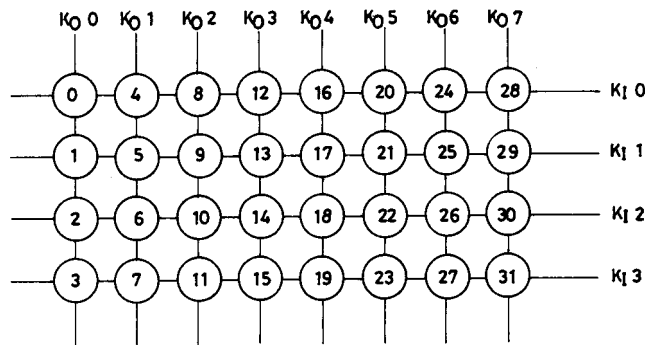 KO 0 KO 1 KO 2 KO 3 KO 4 KO 5 KO 6 KO 7
0 4 8 12 16 20 24 28 KI 0
1 5 9 13 17 21 25 29 KI 1
2 6 10 14 18 22 26 30 KI 2
3 7 11 15 19 23 27 31 KI 3